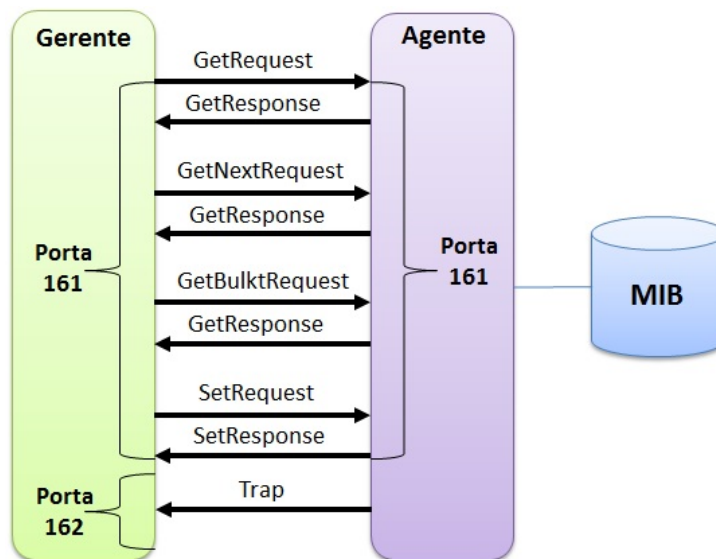 Gerente
Agente
GetRequest
GetResponse
GetNextRequest
GetResponse
Porta
161
Porta
161
GetBulktRequest
GetResponse
MIB
SetRequest
SetResponse
Porta
162
Trap